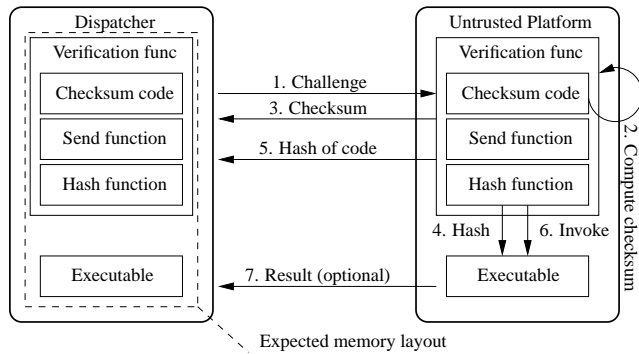 Dispatcher
Verification func
Checksum code
Send function
Hash function
Executable
1. Challenge
3. Checksum
5. Hash of code
7. Result (optional)
Untrusted Platform
Verification func
Checksum code
Send function
Hash function
2. Compute checksum
4. Hash
6. Invoke
Executable
Expected memory layout